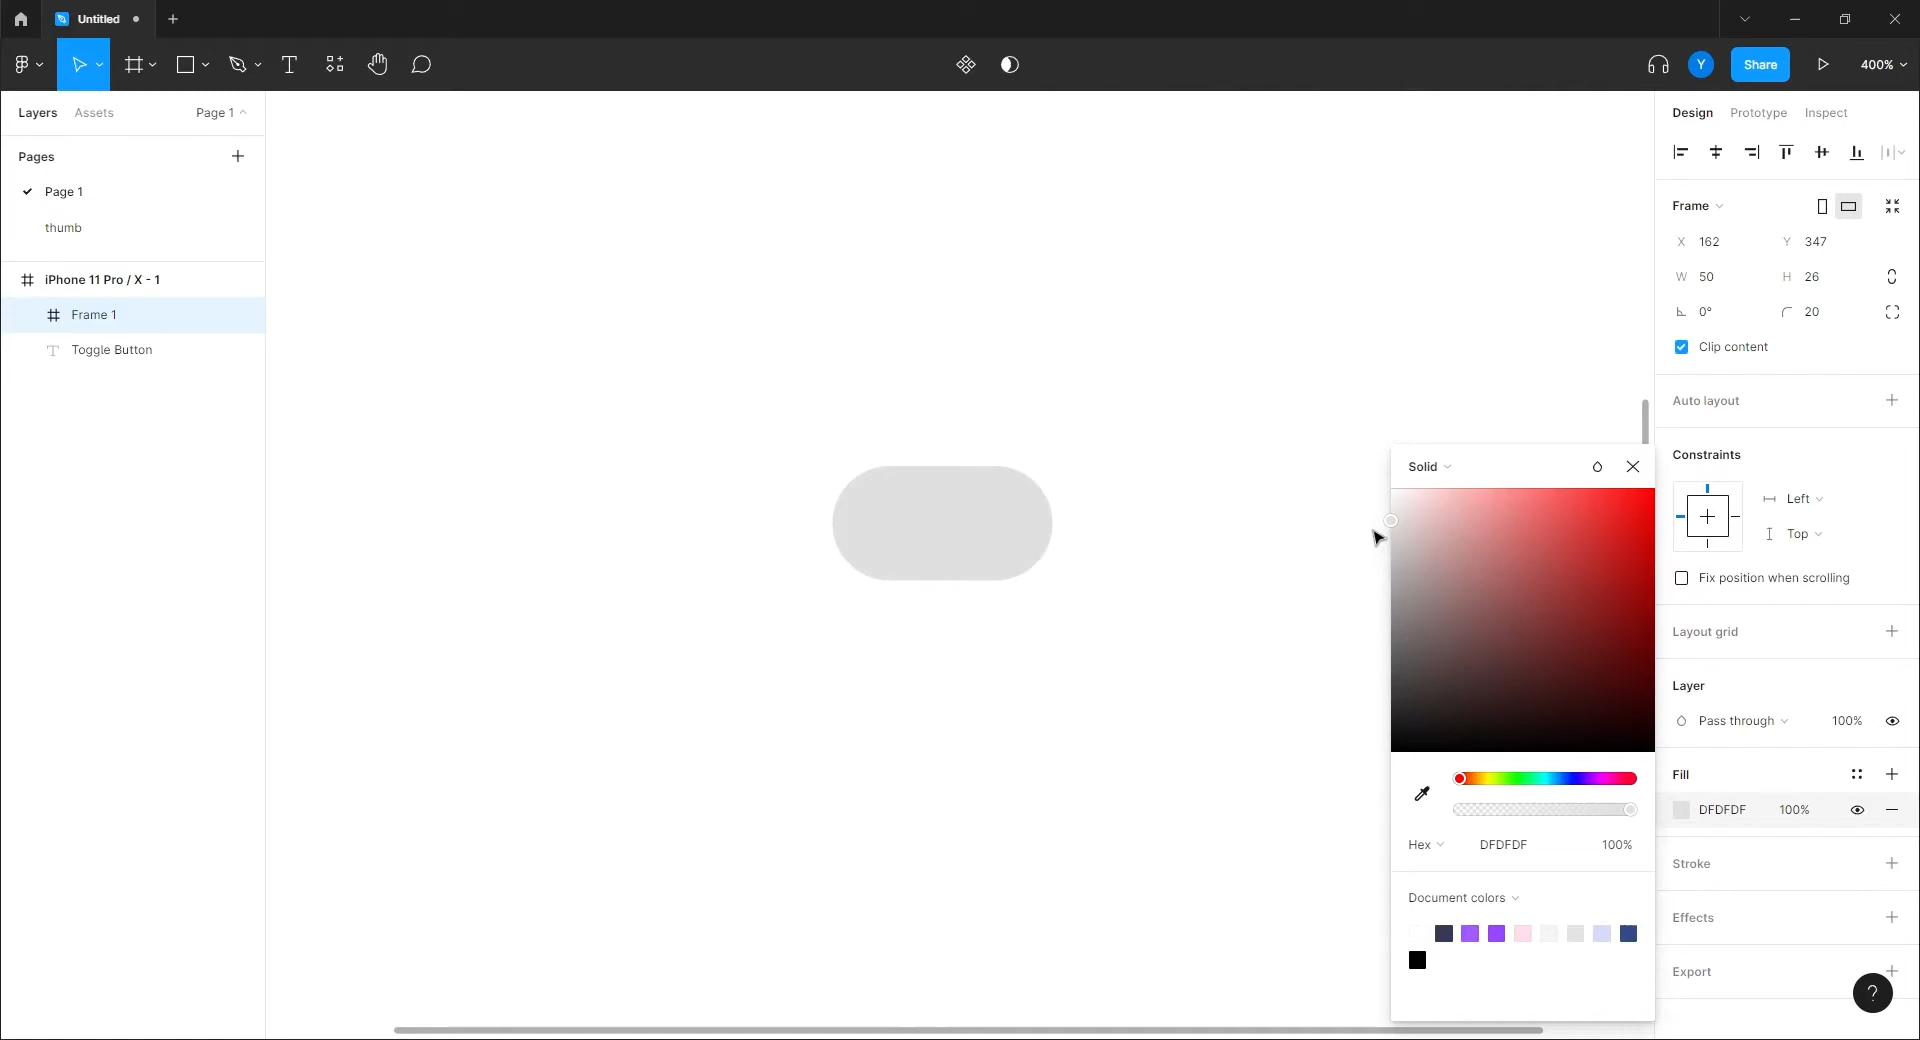 Untitled
Y
Share
400%
Layers
Assets
Page 1
Pages
Page 1
thumb
iPhone 11 Pro / X - 1
Frame 1
Toggle Button
Design
Prototype
Inspect
Frame
X 162
Y 347
W 50
H 26
0°
20
Clip content
Auto layout
Constraints
Left
Top
Fix position when scrolling
Layout grid
Layer
Pass through
100%
Fill
DFDFDF
100%
Stroke
Effects
Export
?
Solid
Hex
DFDFDF
100%
Document colors